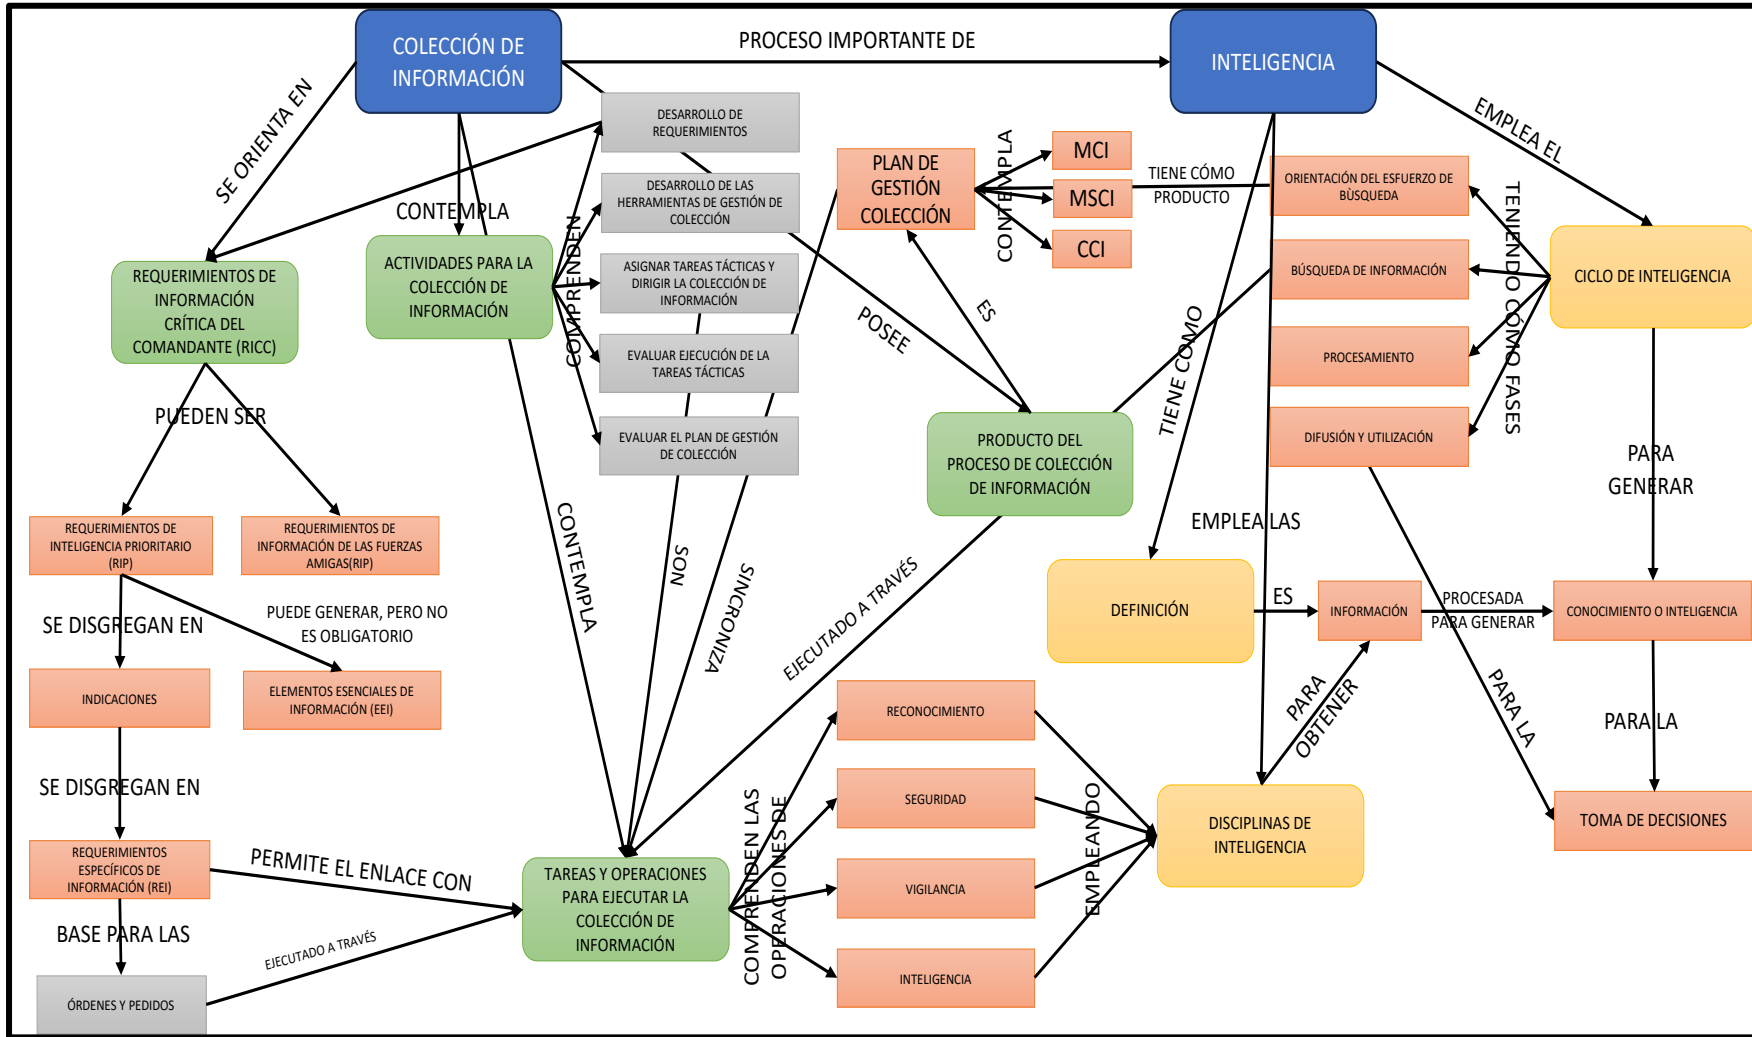 COLECCIÓN DE
INFORMACIÓN
PROCESO IMPORTANTE DE
INTELIGENCIA
SE ORIENTA EN
CONTEMPLA
DESARROLLO DE
REQUERIMIENTOS
DESARROLLO DE LAS
HERRAMIENTAS DE GESTIÓN DE
COLECCIÓN
ASIGNAR TAREAS TÁCTICAS Y
DIRIGIR LA COLECCIÓN DE
INFORMACIÓN
EVALUAR EJECUCIÓN DE LA
TAREAS TÁCTICAS
EVALUAR EL PLAN DE GESTIÓN
DE COLECCIÓN
COMPRENDEN
ACTIVIDADES PARA LA
COLECCIÓN DE
INFORMACIÓN
REQUERIMIENTOS DE
INFORMACIÓN
CRÍTICA DEL
COMANDANTE (RICC)
PUEDEN SER
REQUERIMIENTOS DE
INTELIGENCIA PRIORITARIO
(RIP)
REQUERIMIENTOS DE
INFORMACIÓN DE LAS FUERZAS
AMIGAS(RIP)
PUEDE GENERAR, PERO NO
ES OBLIGATORIO
SE DISGREGAN EN
INDICACIONES
ELEMENTOS ESENCIALES DE
INFORMACIÓN (EEI)
SE DISGREGAN EN
REQUERIMIENTOS
ESPECÍFICOS DE
INFORMACIÓN (REI)
PERMITE EL ENLACE CON
BASE PARA LAS
ÓRDENES Y PEDIDOS
EJECUTADO A TRAVÉS
CONTEMPLA
SON
SINCRONIZA
POSEE
PLAN DE
GESTIÓN
COLECCIÓN
CONTEMPLA
MCI
MSCI
CCI
TIENE CÓMO
PRODUCTO
ES
PRODUCTO DEL
PROCESO DE COLECCIÓN
DE INFORMACIÓN
EJECUTADO A TRAVÉS
TAREAS Y OPERACIONES
PARA EJECUTAR LA
COLECCIÓN DE
INFORMACIÓN
COMPRENDEN LAS
OPERACIONES DE
RECONOCIMIENTO
SEGURIDAD
VIGILANCIA
INTELIGENCIA
EMPLEANDO
DISCIPLINAS DE
INTELIGENCIA
PARA
OBTENER
TIENE COMO
EMPLEA LAS
DEFINICIÓN
ES
INFORMACIÓN
PROCESADA
PARA GENERAR
CONOCIMIENTO O INTELIGENCIA
EMPLEA EL
ORIENTACIÓN DEL ESFUERZO DE
BÙSQUEDA
BÚSQUEDA DE INFORMACIÓN
PROCESAMIENTO
DIFUSIÓN Y UTILIZACIÓN
TENIENDO CÓMO FASES
CICLO DE INTELIGENCIA
PARA
GENERAR
PARA LA
PARA LA
TOMA DE DECISIONES